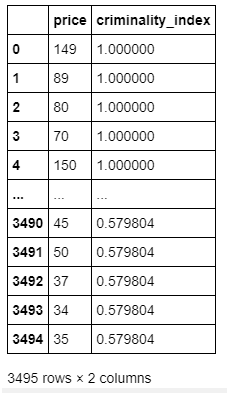 price criminality_index
0 149 1.000000
1 89 1.000000
2 80 1.000000
3 70 1.000000
4 150 1.000000
... ... ...
3490 45 0.579804
3491 50 0.579804
3492 37 0.579804
3493 34 0.579804
3494 35 0.579804
3495 rows × 2 columns